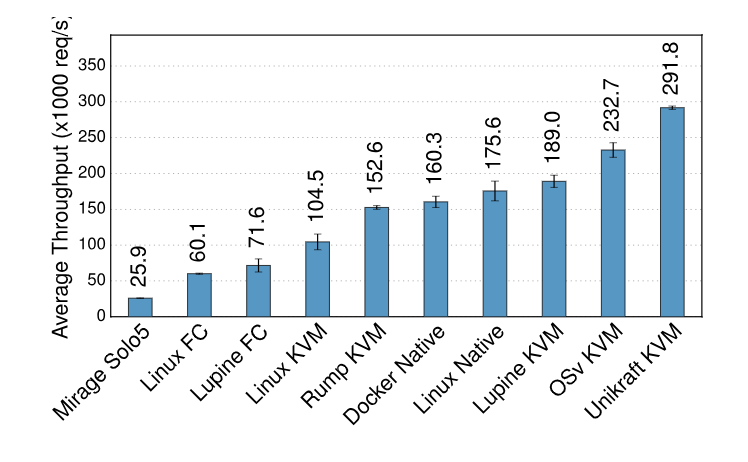 Average Throughput (x1000 req/s)
350
300
250
200
150
100
50
0
25.9
60.1
71.6
104.5
152.6
160.3
175.6
189.0
232.7
291.8
Mirage Solo5
Linux FC
Lupine FC
Linux KVM
Rump KVM
Docker Native
Linux Native
Lupine KVM
OSv KVM
Unikraft KVM